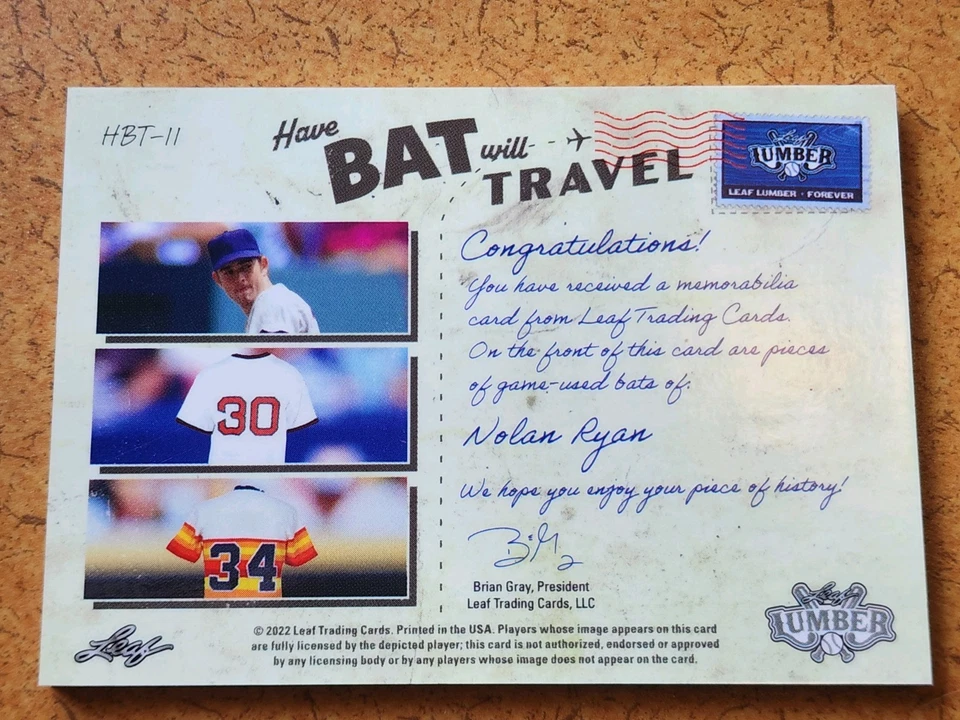 HBT-11
Have BAT will TRAVEL
Leaf
LUMBER
LEAF LUMBER · FOREVER
30
34
Congratulations!
You have received a memorabilia
card from Leaf Trading Cards.
On the front of this card are pieces
of game-used bats of:
Nolan Ryan
We hope you enjoy your piece of history!
Brian Gray, President
Leaf Trading Cards, LLC
Leaf
© 2022 Leaf Trading Cards. Printed in the USA. Players whose image appears on this card
are fully licensed by the depicted player; this card is not authorized, endorsed or approved
by any licensing body or by any players whose image does not appear on the card.
Leaf
LUMBER